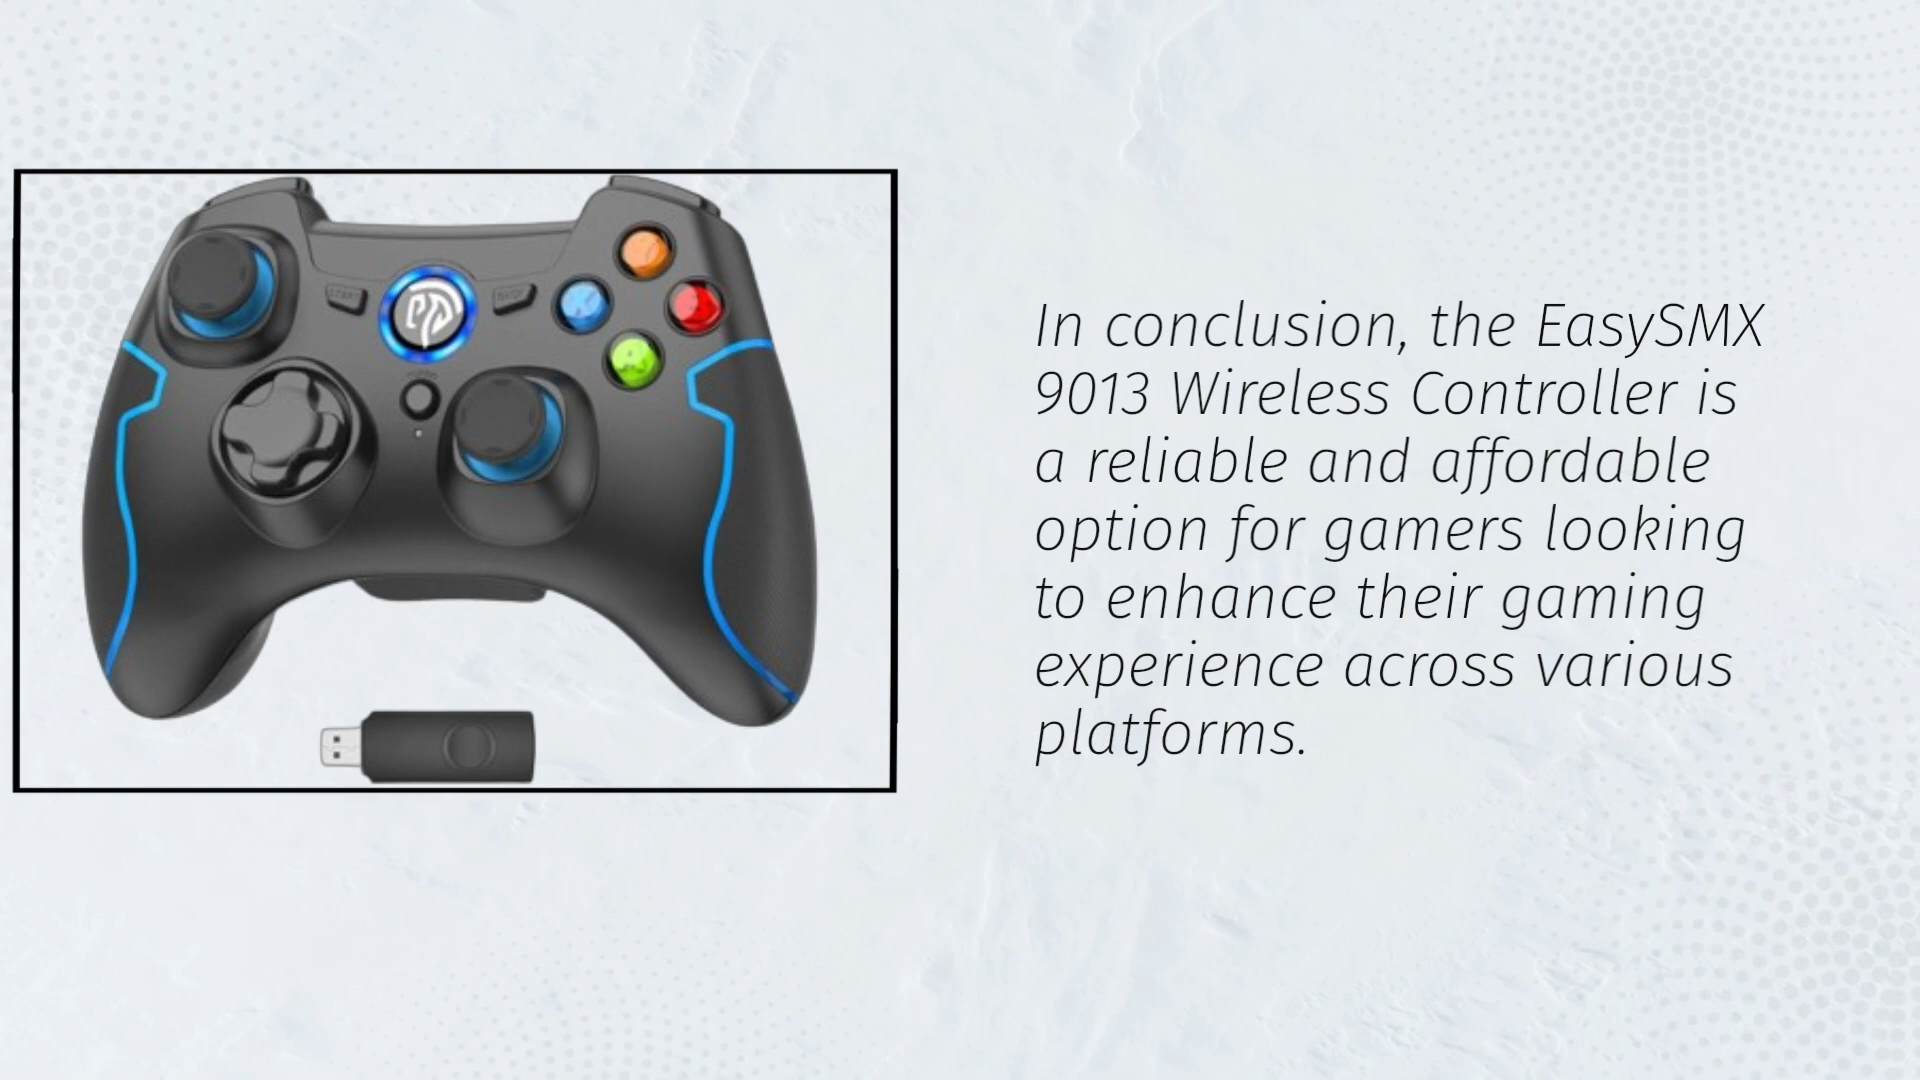 In conclusion, the EasySMX
9013 Wireless Controller is
a reliable and affordable
option for gamers looking
to enhance their gaming
experience across various
platforms.